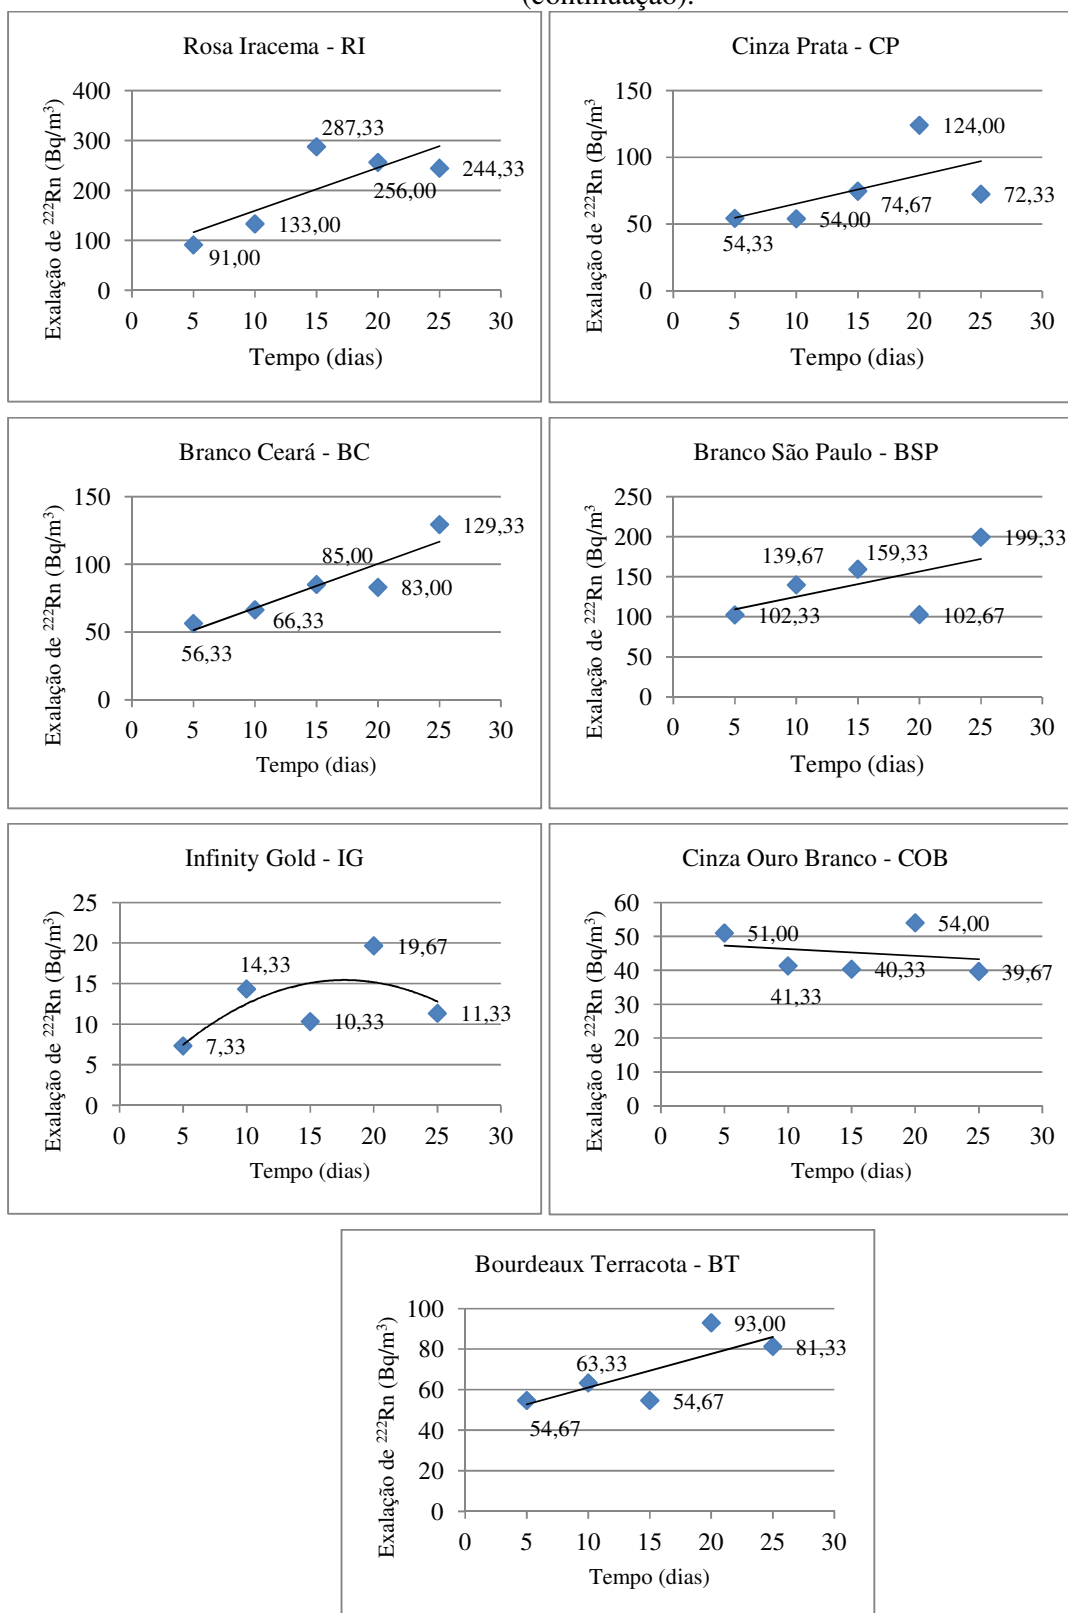 (continuação).
Rosa Iracema - RI
Exalação de ²²²Rn (Bq/m³)
400
300
200
100
0
287,33
256,00
244,33
133,00
91,00
0 5 10 15 20 25 30
Tempo (dias)
Cinza Prata - CP
Exalação de ²²²Rn (Bq/m³
150
100
50
0
124,00
74,67
72,33
54,33
54,00
0 5 10 15 20 25 30
Tempo (dias)
Branco Ceará - BC
Exalação de ²²²Rn (Bq/m³)
150
100
50
0
129,33
85,00
83,00
66,33
56,33
0 5 10 15 20 25 30
Tempo (dias)
Branco São Paulo - BSP
Exalação de ²²²Rn (Bq/m³
250
200
150
100
50
0
199,33
139,67
159,33
102,33
102,67
0 5 10 15 20 25 30
Tempo (dias)
Infinity Gold - IG
Exalação de ²²²Rn (Bq/m³)
25
20
15
10
5
0
19,67
14,33
10,33
11,33
7,33
0 5 10 15 20 25 30
Tempo (dias)
Cinza Ouro Branco - COB
Exalação de ²²²Rn (Bq/m³)
60
50
40
30
20
10
0
51,00
54,00
41,33
40,33
39,67
0 5 10 15 20 25 30
Tempo (dias)
Bourdeaux Terracota - BT
Exalação de ²²²Rn (Bq/m³)
100
80
60
40
20
0
93,00
81,33
63,33
54,67
54,67
0 5 10 15 20 25 30
Tempo (dias)